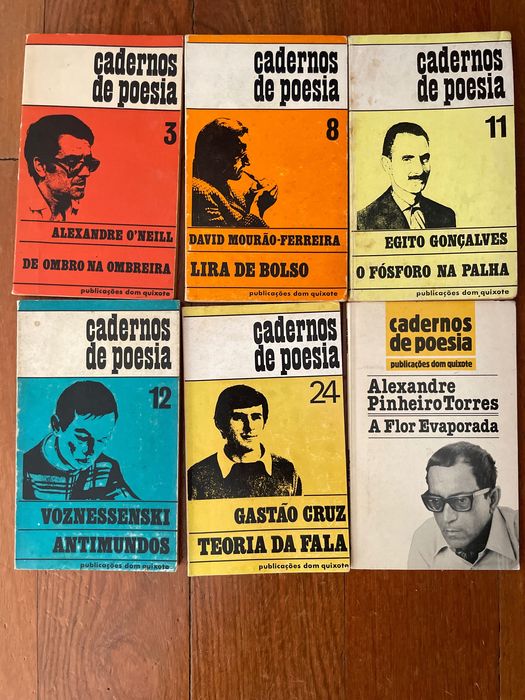 cadernos
de poesia
3
ALEXANDRE O'NEILL
DE OMBRO NA OMBREIRA
publicações dom quixote
cadernos
de poesia
8
DAVID MOURÃO-FERREIRA
LIRA DE BOLSO
publicações dom quixote
cadernos
de poesia
11
EGITO GONÇALVES
O FÓSFORO NA PALHA
publicações dom quixote
cadernos
de poesia
12
VOZNESSENSKI
ANTIMUNDOS
publicações dom quixote
cadernos
de poesia
24
GASTÃO CRUZ
TEORIA DA FALA
publicações dom quixote
cadernos
de poesia
publicações dom quixote
Alexandre
Pinheiro Torres
A Flor Evaporada